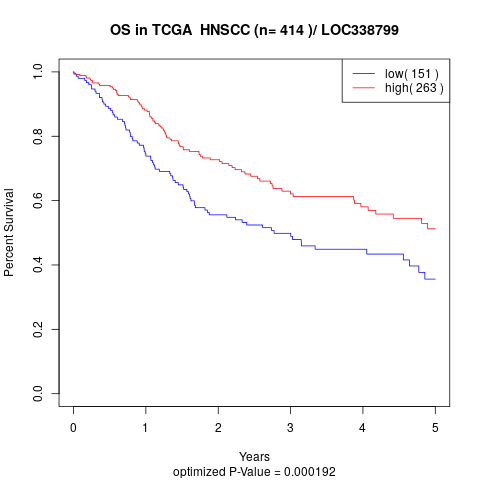 OS in TCGA  HNSCC (n= 414 )/ LOC338799
low( 151 )
high( 263 )
Percent Survival
1.0
0.8
0.6
0.4
0.2
0.0
0 1 2 3 4 5
Years
optimized P-Value = 0.000192